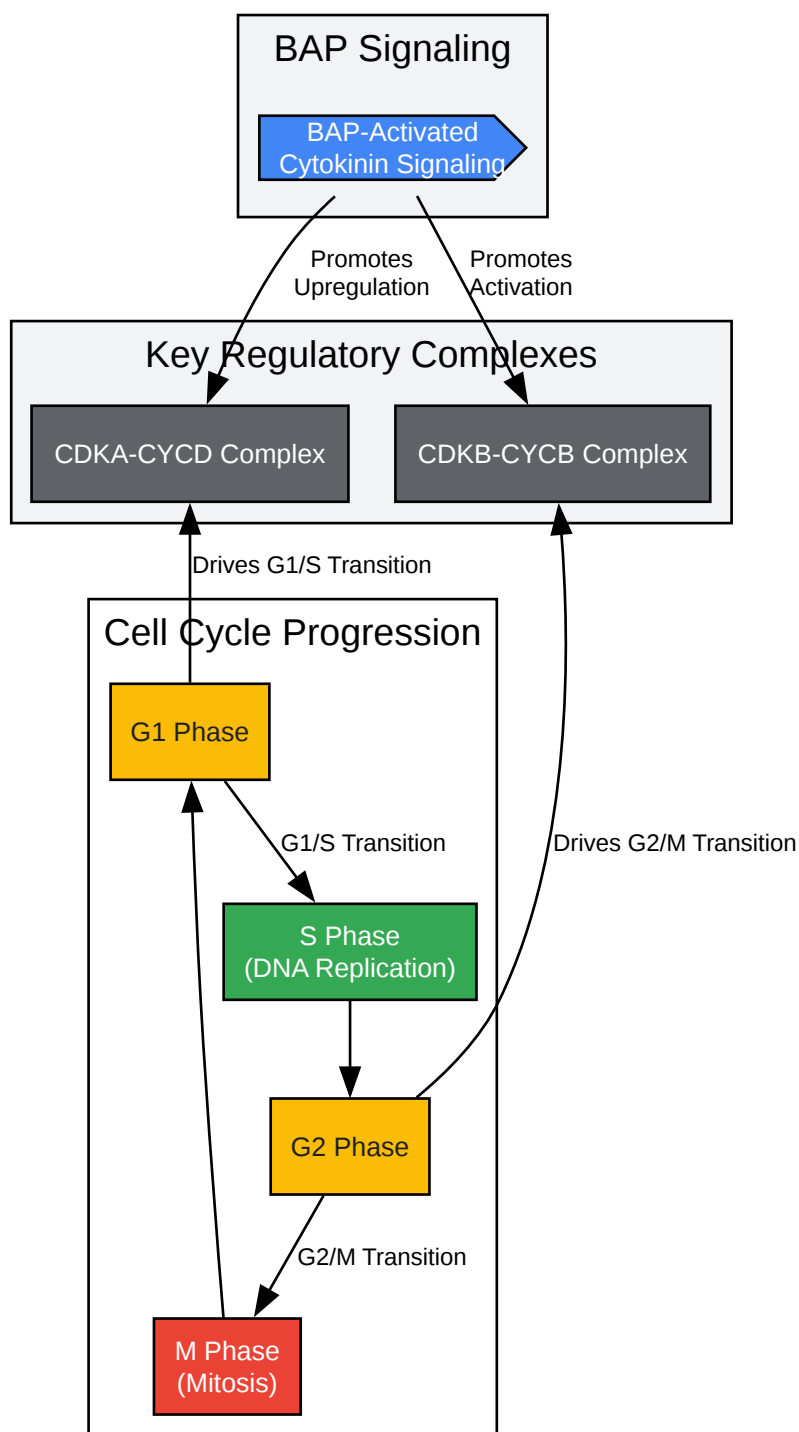 BAP Signaling
BAP-Activated
Cytokinin Signaling
Promotes
Upregulation
Promotes
Activation
Key Regulatory Complexes
CDKA-CYCD Complex
CDKB-CYCB Complex
Drives G1/S Transition
Cell Cycle Progression
G1 Phase
G1/S Transition
Drives G2/M Transition
S Phase
(DNA Replication)
G2 Phase
G2/M Transition
M Phase
(Mitosis)